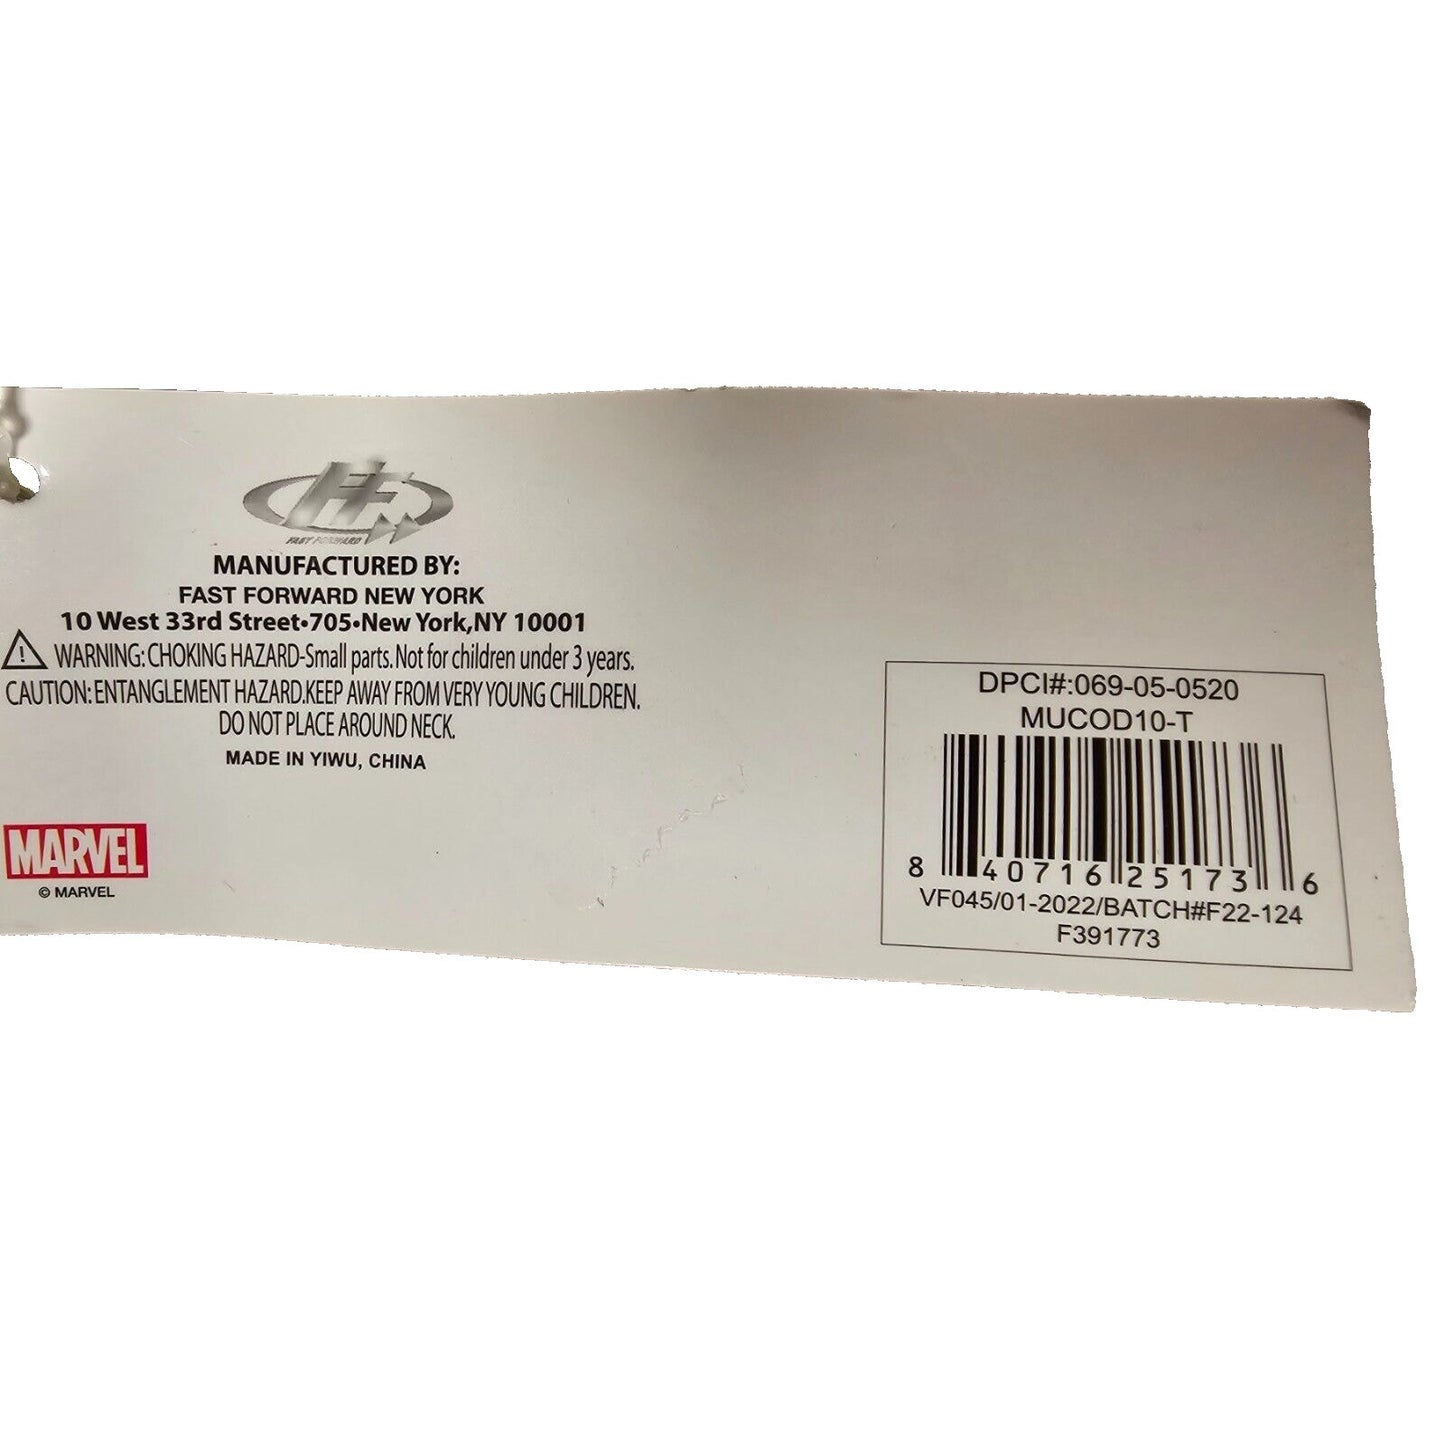 FF
FAST FORWARD
MANUFACTURED BY:
FAST FORWARD NEW YORK
10 West 33rd Street•705•New York,NY 10001
WARNING:CHOKING HAZARD-Small parts.Not for children under 3 years.
CAUTION:ENTANGLEMENT HAZARD.KEEP AWAY FROM VERY YOUNG CHILDREN.
DO NOT PLACE AROUND NECK.
MADE IN YIWU, CHINA
MARVEL
© MARVEL
DPCI#:069-05-0520
MUCOD10-T
8 40716 25173 6
VF045/01-2022/BATCH#F22-124
F391773